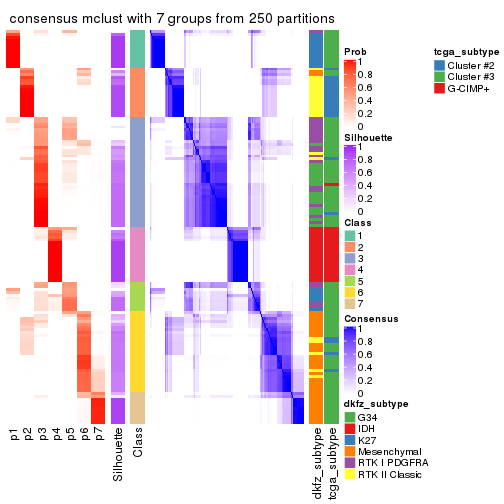 consensus mclust with 7 groups from 250 partitions
Prob
1
0.8
0.6
0.4
0.2
0
Silhouette
1
0.8
0.6
0.4
0.2
0
Class
1
2
3
4
5
6
7
Consensus
1
0.8
0.6
0.4
0.2
0
dkfz_subtype
G34
IDH
K27
Mesenchymal
RTK I PDGFRA
RTK II Classic
tcga_subtype
Cluster #2
Cluster #3
G-CIMP+
p1
p2
p3
p4
p5
p6
p7
Silhouette
Class
dkfz_subtype
tcga_subtype